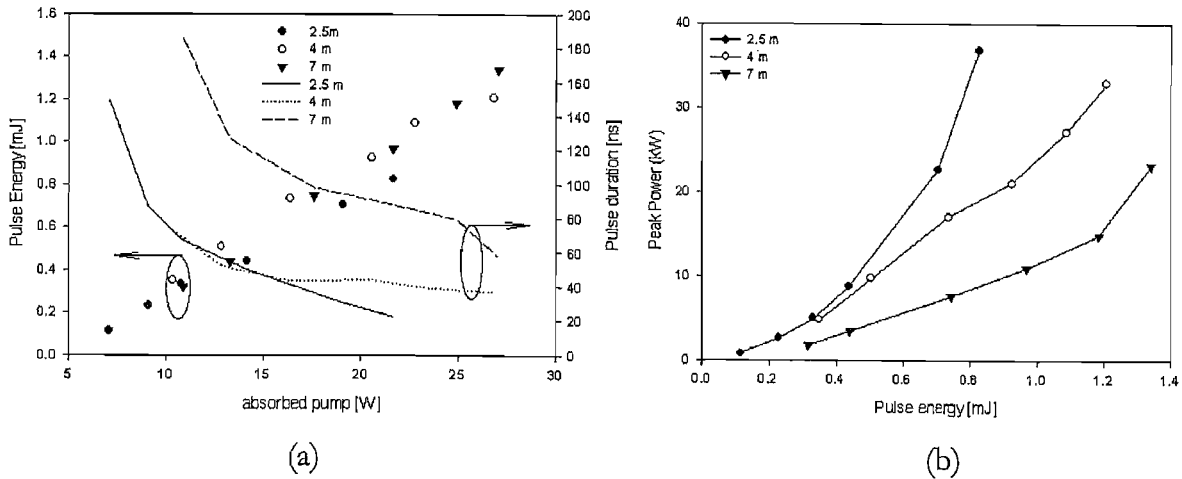 1.6
1.4
1.2
1.0
0.8
0.6
0.4
0.2
0.0
Pulse Energy [mJ]
2.5m
4 m
7 m
2.5 m
4 m
7 m
200
180
160
140
120
100
80
60
40
20
0
Pulse duration [ns]
5
10
15
20
25
30
absorbed pump [W]
(a)
40
30
20
10
0
Peak Power (kW)
2.5 m
4 m
7 m
0.0
0.2
0.4
0.6
0.8
1.0
1.2
1.4
Pulse energy [mJ]
(b)